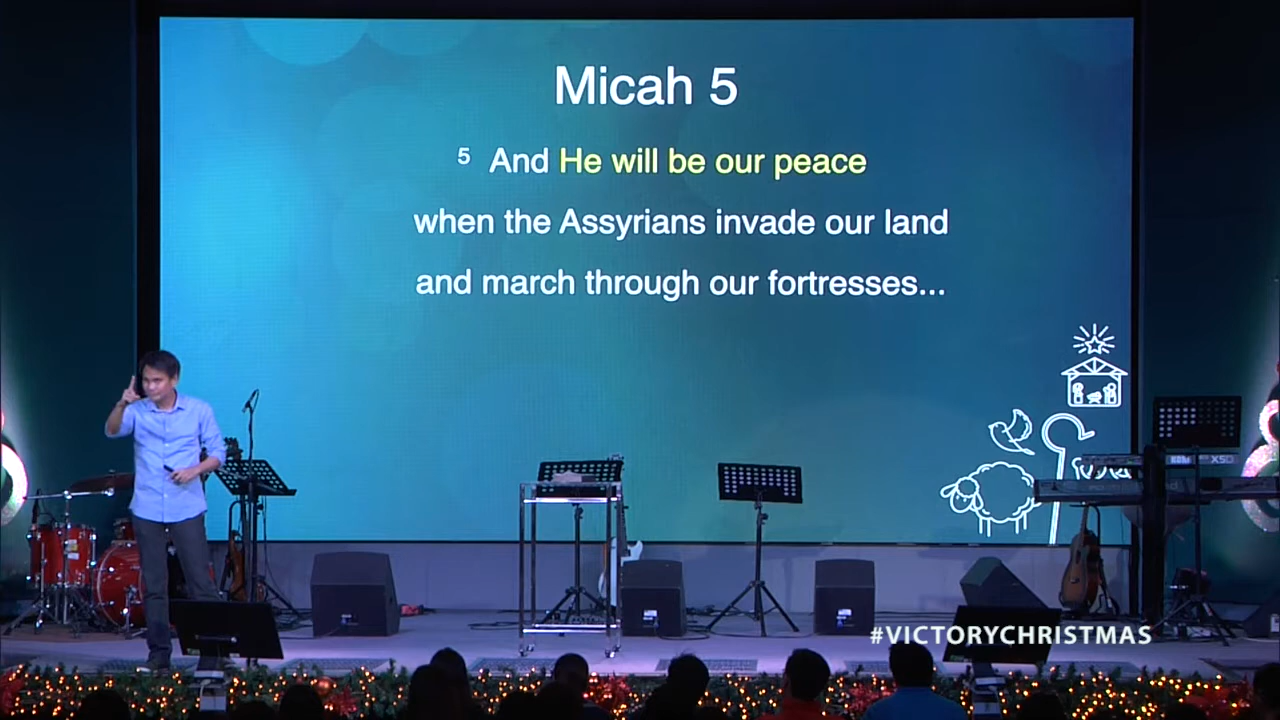 Micah 5
5 And He will be our peace
when the Assyrians invade our land
and march through our fortresses...
#VICTORYCHRISTMAS